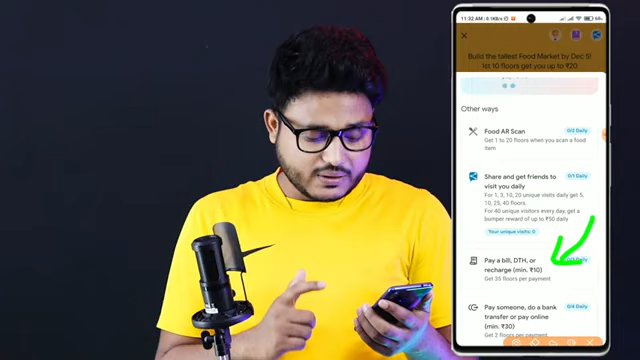 11:32 AM | 0.1KB/s
Build the tallest Food Market by Dec 5!
1st 10 floors get you up to ₹20
Other ways
Food AR Scan
0/2 Daily
Get 1 to 20 floors when you scan a food
item
Share and get friends to
0/1 Daily
visit you daily
For 1, 3, 10, 20 unique visits daily get 5,
10, 25, 40 floors.
For 40 unique visitors every day, get a
bumper reward of up to ₹50 daily
Your unique visits: 0
Pay a bill, DTH, or
Daily
recharge (min. ₹10)
Get 35 floors per payment
Pay someone, do a bank
0/4 Daily
transfer or pay online
(min. ₹30)
Get 2 floors per payment